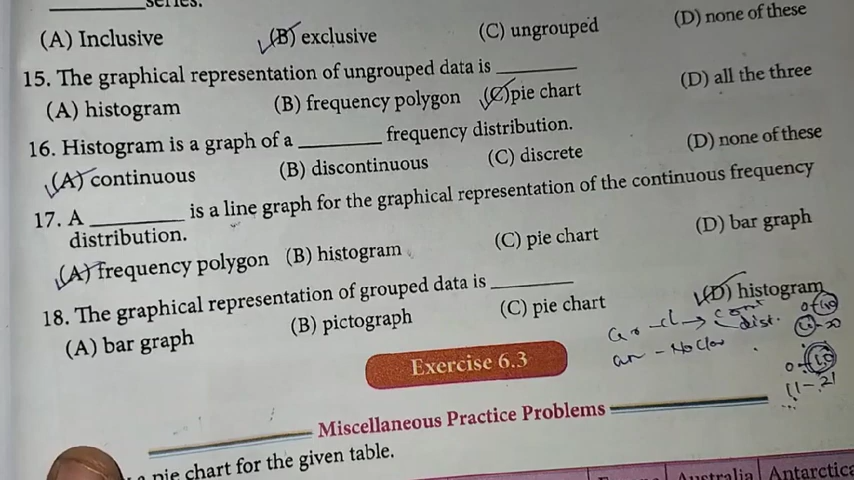 __________ series.
(A) Inclusive (B) exclusive (C) ungrouped (D) none of these
15. The graphical representation of ungrouped data is ________
(A) histogram (B) frequency polygon (C) pie chart (D) all the three
16. Histogram is a graph of a ________ frequency distribution.
(A) continuous (B) discontinuous (C) discrete (D) none of these
17. A __________ is a line graph for the graphical representation of the continuous frequency
distribution.
(A) frequency polygon (B) histogram (C) pie chart (D) bar graph
18. The graphical representation of grouped data is ________
(A) bar graph (B) pictograph (C) pie chart (D) histogram
dist.
Exercise 6.3
Miscellaneous Practice Problems
a pie chart for the given table.
Australia Antarctica